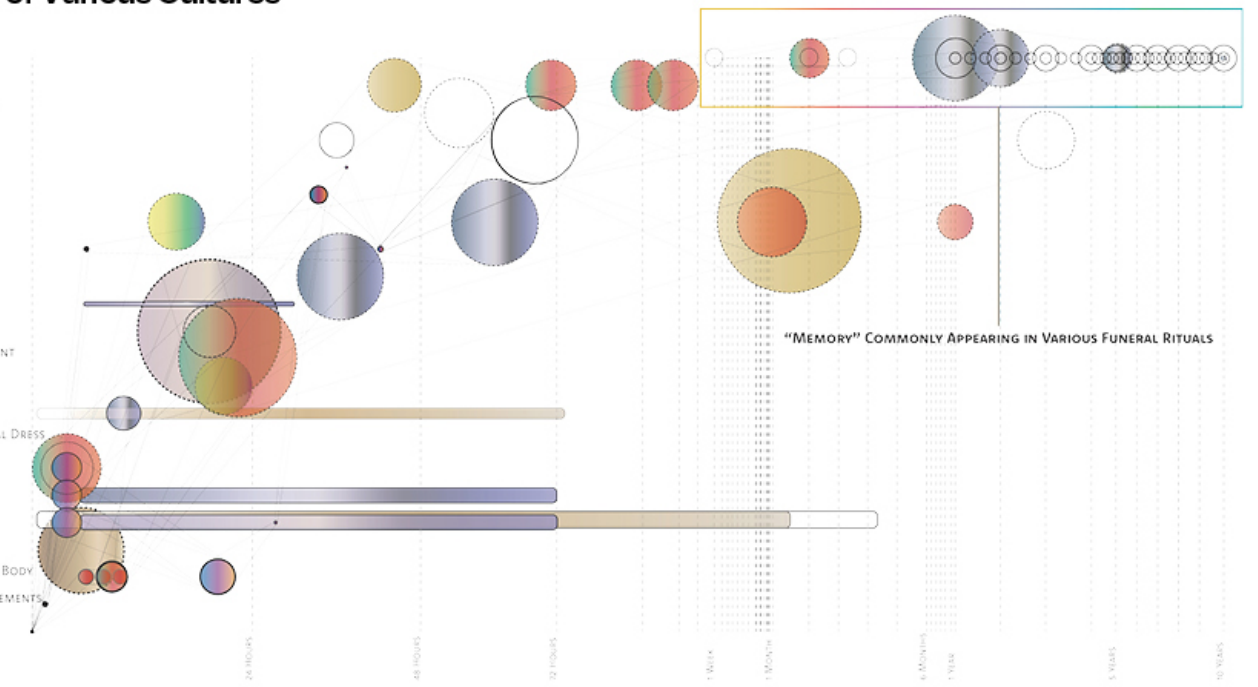 of Various Cultures
"Memory" Commonly Appearing in Various Funeral Rituals
NT
L Dress
Body
ements
24 Hours
48 Hours
72 Hours
1 Week
1 Month
6 Months
1 Year
5 Years
10 Years